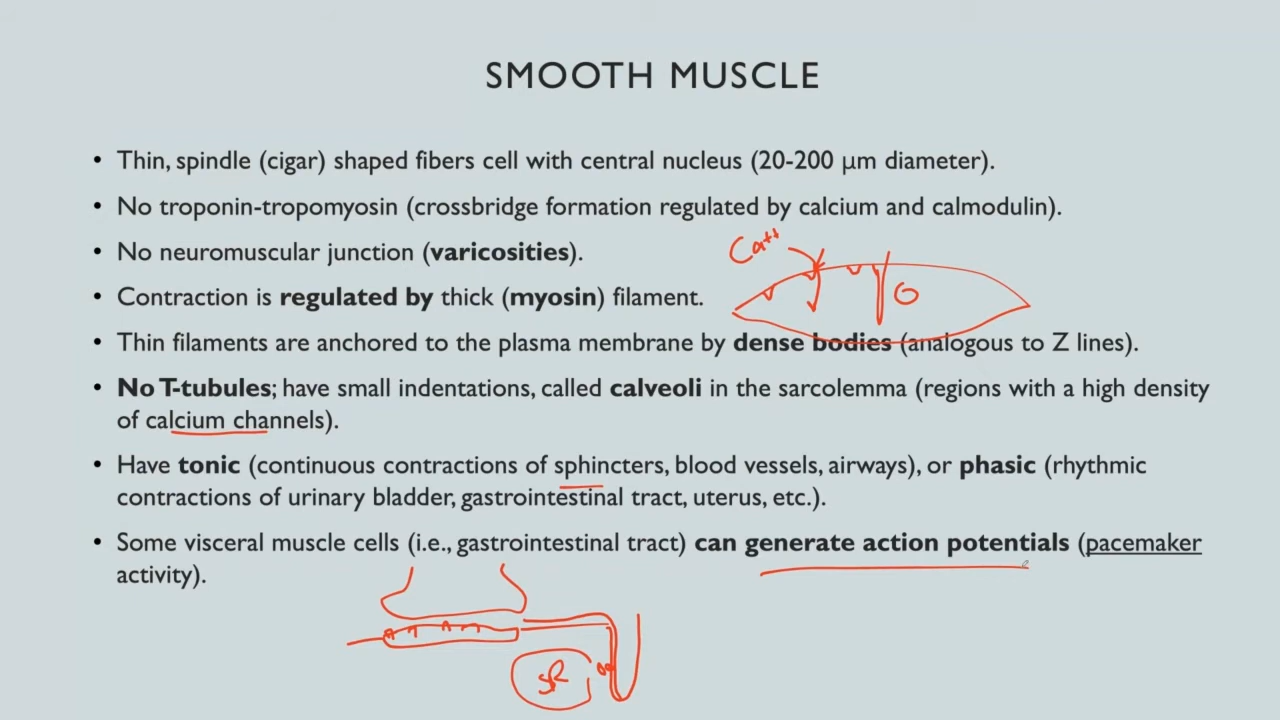 SMOOTH MUSCLE
• Thin, spindle (cigar) shaped fibers cell with central nucleus (20-200 µm diameter).
• No troponin-tropomyosin (crossbridge formation regulated by calcium and calmodulin).
• No neuromuscular junction (varicosities).
Ca++
• Contraction is regulated by thick (myosin) filament.
• Thin filaments are anchored to the plasma membrane by dense bodies (analogous to Z lines).
• No T-tubules; have small indentations, called calveoli in the sarcolemma (regions with a high density
of calcium channels).
• Have tonic (continuous contractions of sphincters, blood vessels, airways), or phasic (rhythmic
contractions of urinary bladder, gastrointestinal tract, uterus, etc.).
• Some visceral muscle cells (i.e., gastrointestinal tract) can generate action potentials (pacemaker
activity).
SR